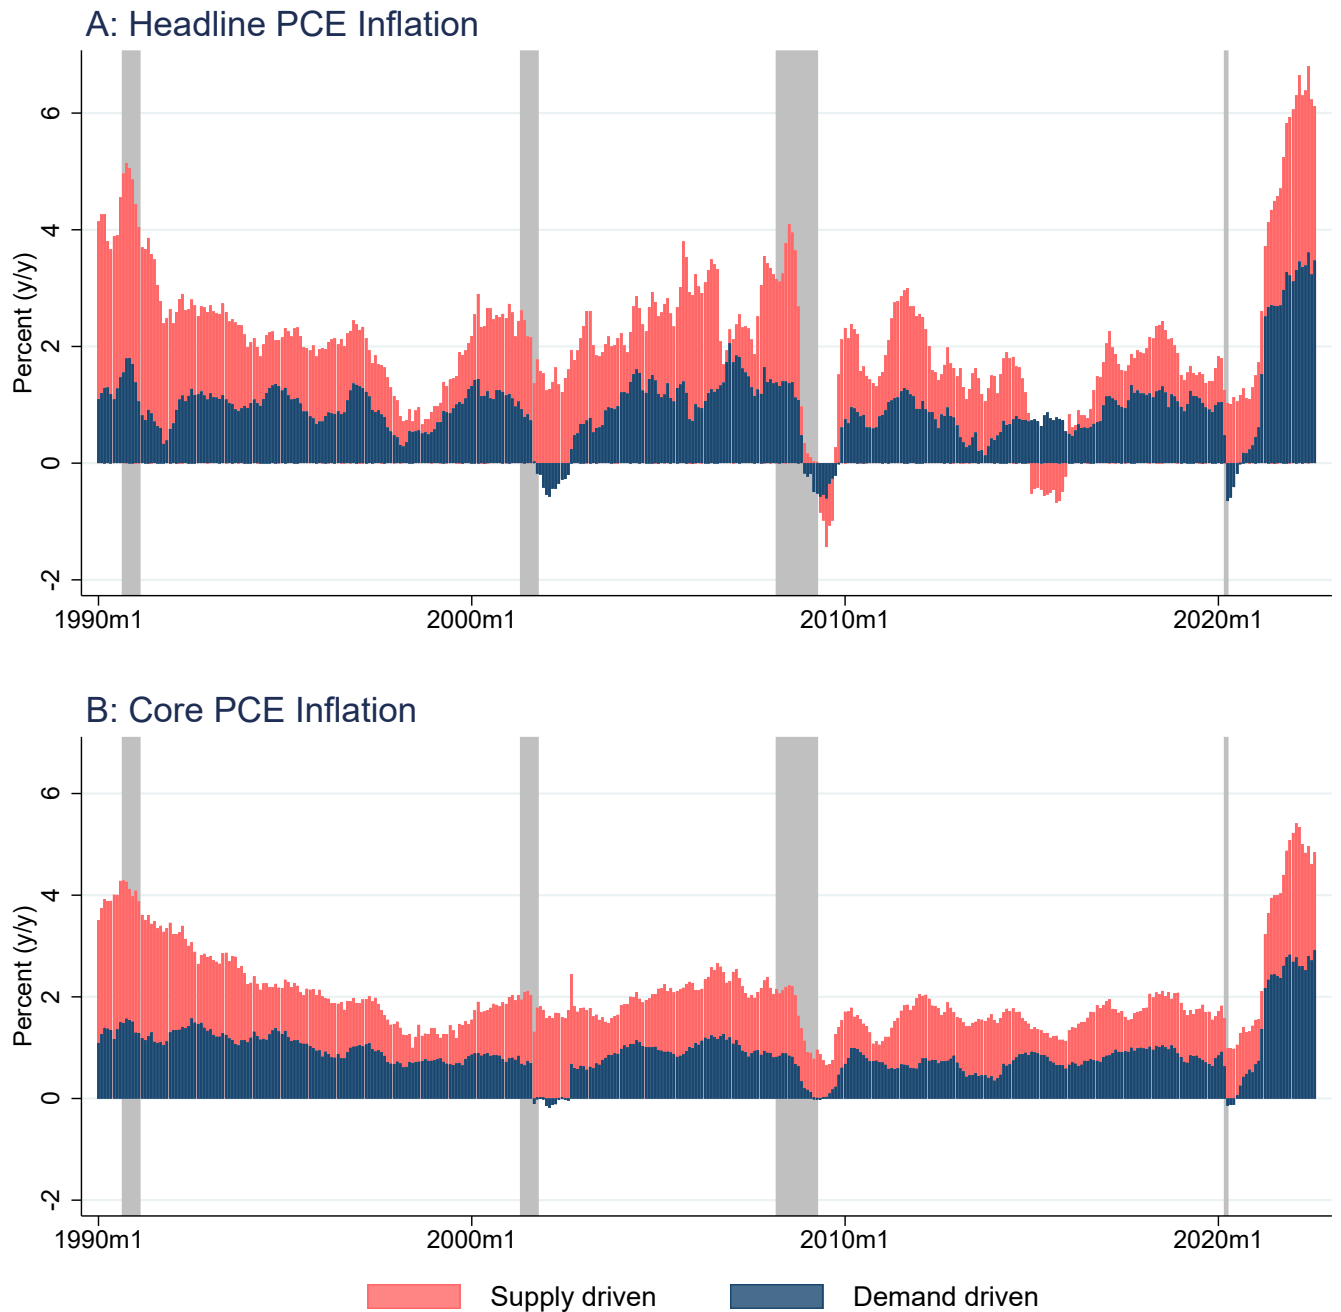 A: Headline PCE Inflation
Percent (y/y)
6
4
2
0
-2
1990m1 2000m1 2010m1 2020m1
B: Core PCE Inflation
Percent (y/y)
6
4
2
0
-2
1990m1 2000m1 2010m1 2020m1
Supply driven Demand driven